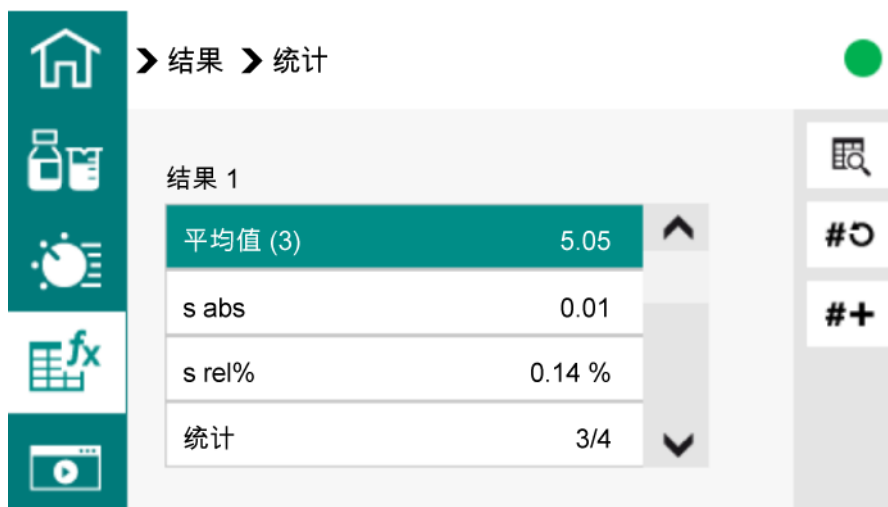 结果 统计
结果 1
平均值 (3) 5.05
s abs 0.01
s rel% 0.14 %
统计 3/4
fx
#
#+